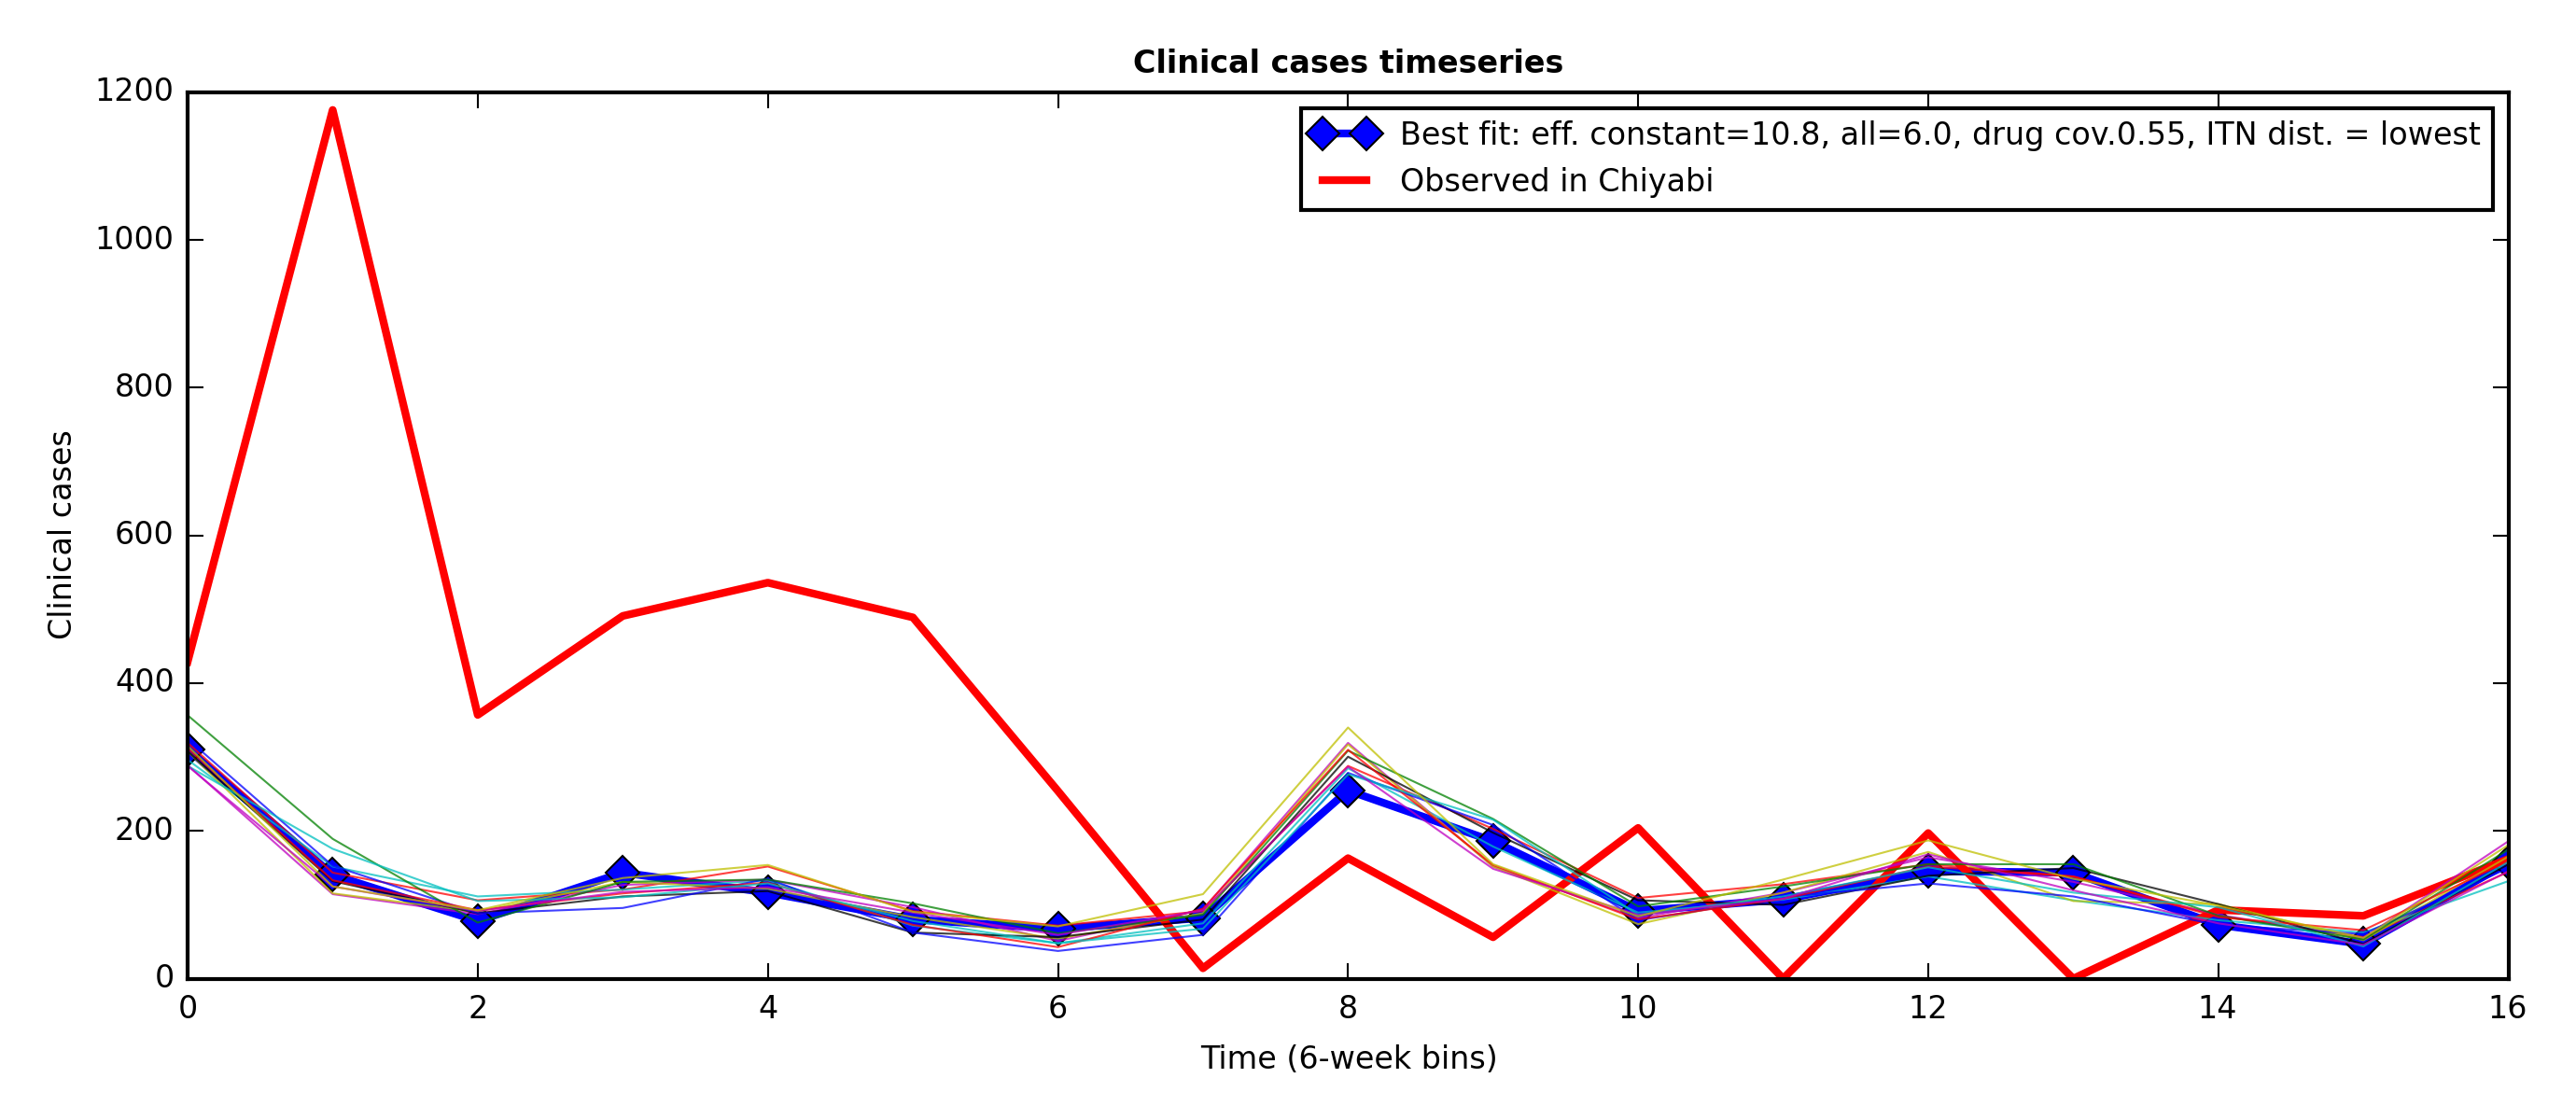 Clinical cases timeseries
Best fit: eff. constant=10.8, all=6.0, drug cov.0.55, ITN dist. = lowest
Observed in Chiyabi
Clinical cases
1200
1000
800
600
400
200
0
0 2 4 6 8 10 12 14 16
Time (6-week bins)